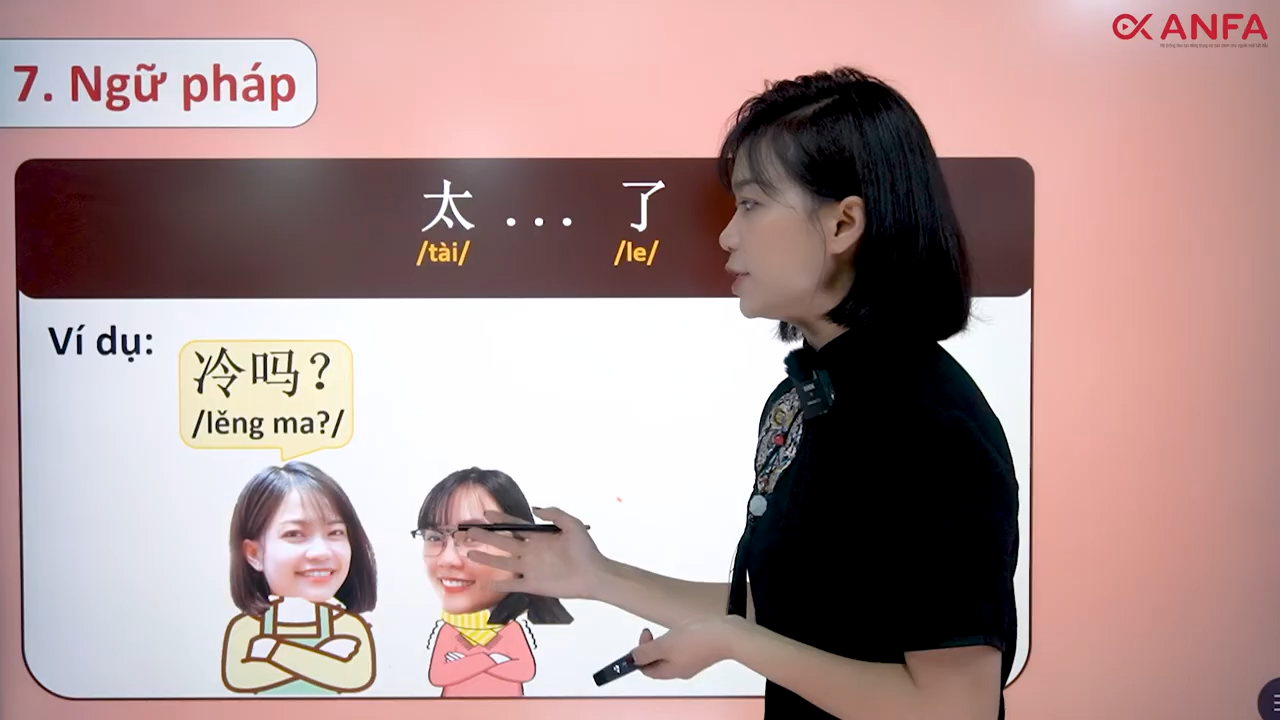 ANFA
7. Ngữ pháp
太 ... 了
/tài/ /le/
Ví dụ:
冷吗?
/lěng ma?/